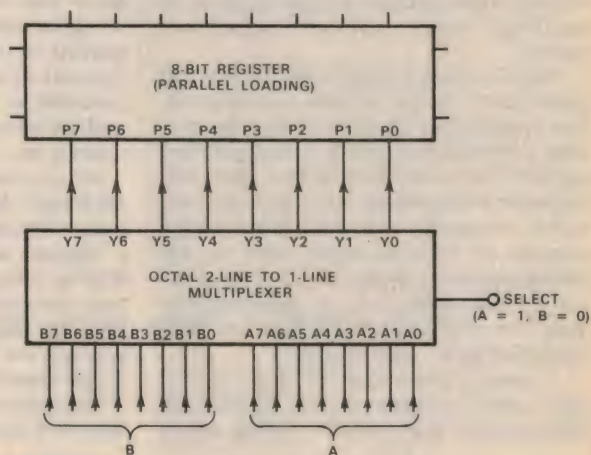 8-BIT REGISTER
(PARALLEL LOADING)
P7 P6 P5 P4 P3 P2 P1 P0
Y7 Y6 Y5 Y4 Y3 Y2 Y1 Y0
OCTAL 2-LINE TO 1-LINE
MULTIPLEXER
SELECT
(A = 1, B = 0)
B7 B6 B5 B4 B3 B2 B1 B0 A7 A6 A5 A4 A3 A2 A1 A0
B A